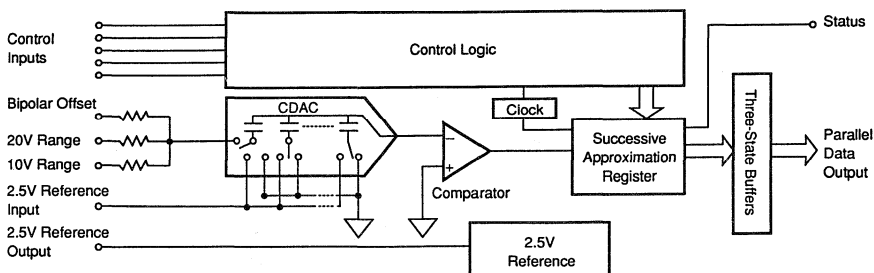 Control
Inputs
Control Logic
Status
Bipolar Offset
20V Range
10V Range
2.5V Reference
Input
2.5V Reference
Output
CDAC
Clock
−
+
Comparator
Successive
Approximation
Register
Three-State Buffers
Parallel
Data
Output
2.5V
Reference